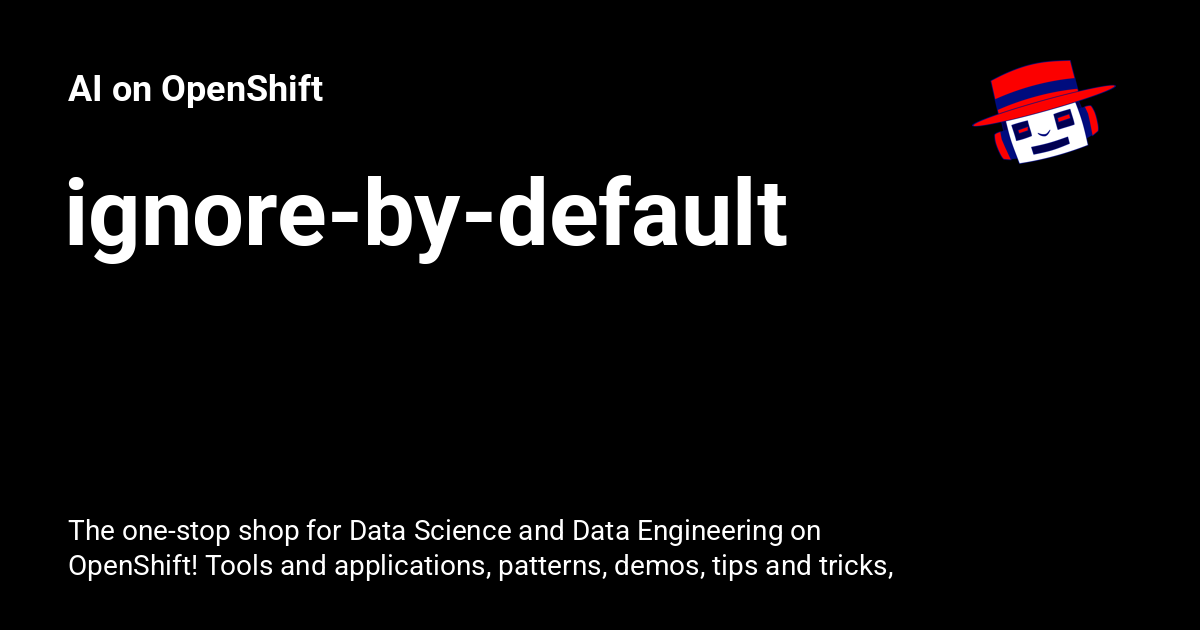 AI on OpenShift
ignore-by-default
The one-stop shop for Data Science and Data Engineering on
OpenShift! Tools and applications, patterns, demos, tips and tricks,